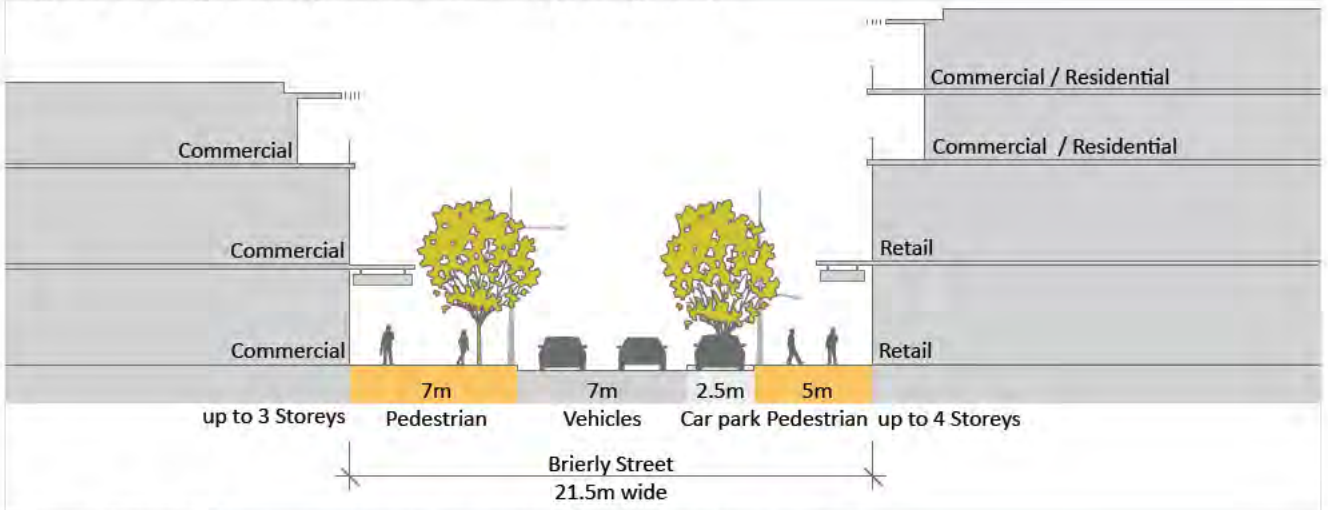 Commercial / Residential
Commercial
Commercial / Residential
Commercial
Retail
Commercial
Retail
7m
7m
2.5m
5m
up to 3 Storeys
Pedestrian
Vehicles
Car park
Pedestrian
up to 4 Storeys
Brierly Street
21.5m wide